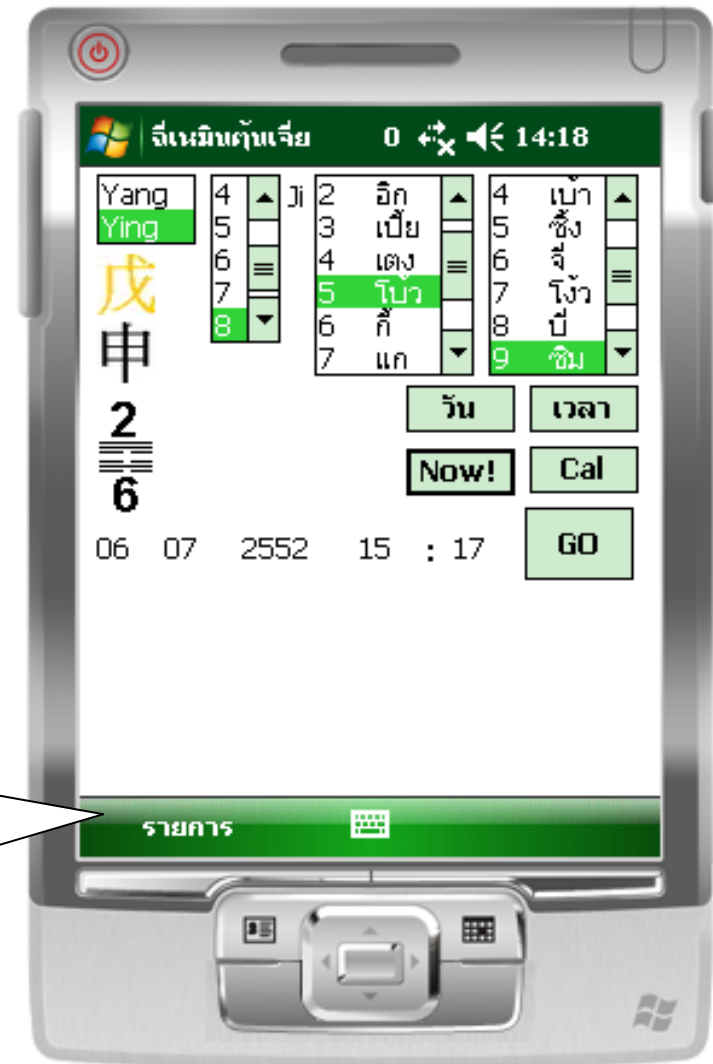 ฉีเหมินตุ้นเจี่ย 0 14:18
Yang
Ying
4
5
6
7
8
Ji
2 อิก
3 เปี้ย
4 เตง
5 โบ้ว
6 กี้
7 แก
4 เบ้า
5 ซิ้ง
6 จี๋
7 โง้ว
8 บี่
9 ซิม
戊
申
2
6
วัน เวลา
Now! Cal
06 07 2552 15 : 17 GO
รายการ